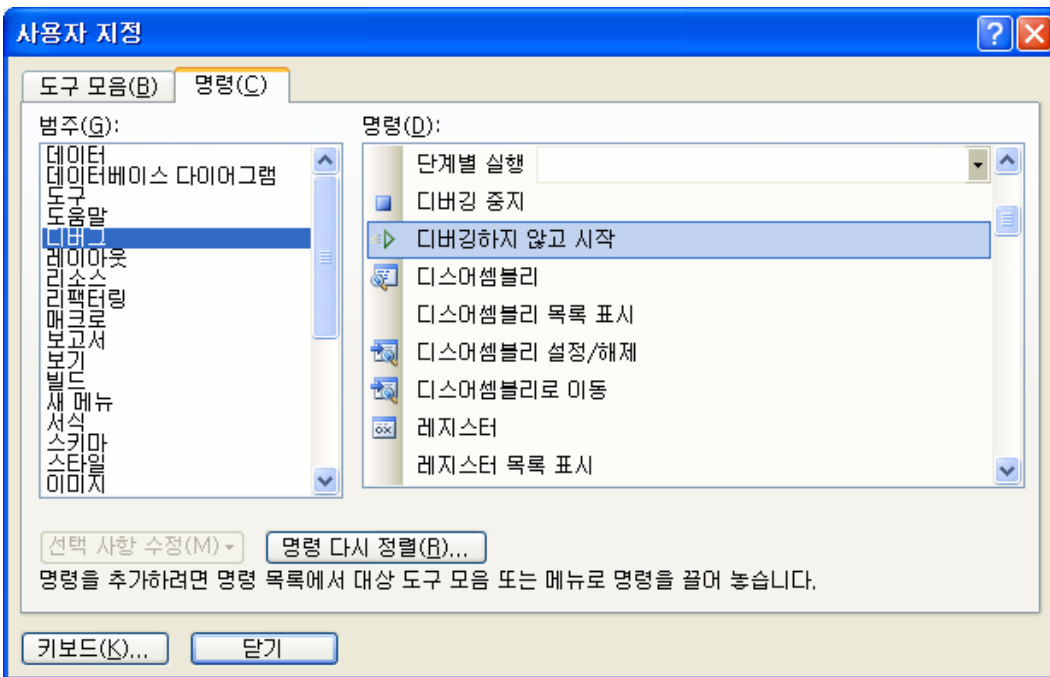 사용자 지정
도구 모음(B)
명령(C)
범주(G):
데이터
데이터베이스 다이어그램
도구
도움말
디버그
레이아웃
리소스
리팩터링
매크로
보고서
보기
빌드
새 메뉴
서식
스키마
스타일
이미지
명령(D):
단계별 실행
디버깅 중지
디버깅하지 않고 시작
디스어셈블리
디스어셈블리 목록 표시
디스어셈블리 설정/해제
디스어셈블리로 이동
레지스터
레지스터 목록 표시
선택 사항 수정(M)
명령 다시 정렬(R)...
명령을 추가하려면 명령 목록에서 대상 도구 모음 또는 메뉴로 명령을 끌어 놓습니다.
키보드(K)...
닫기